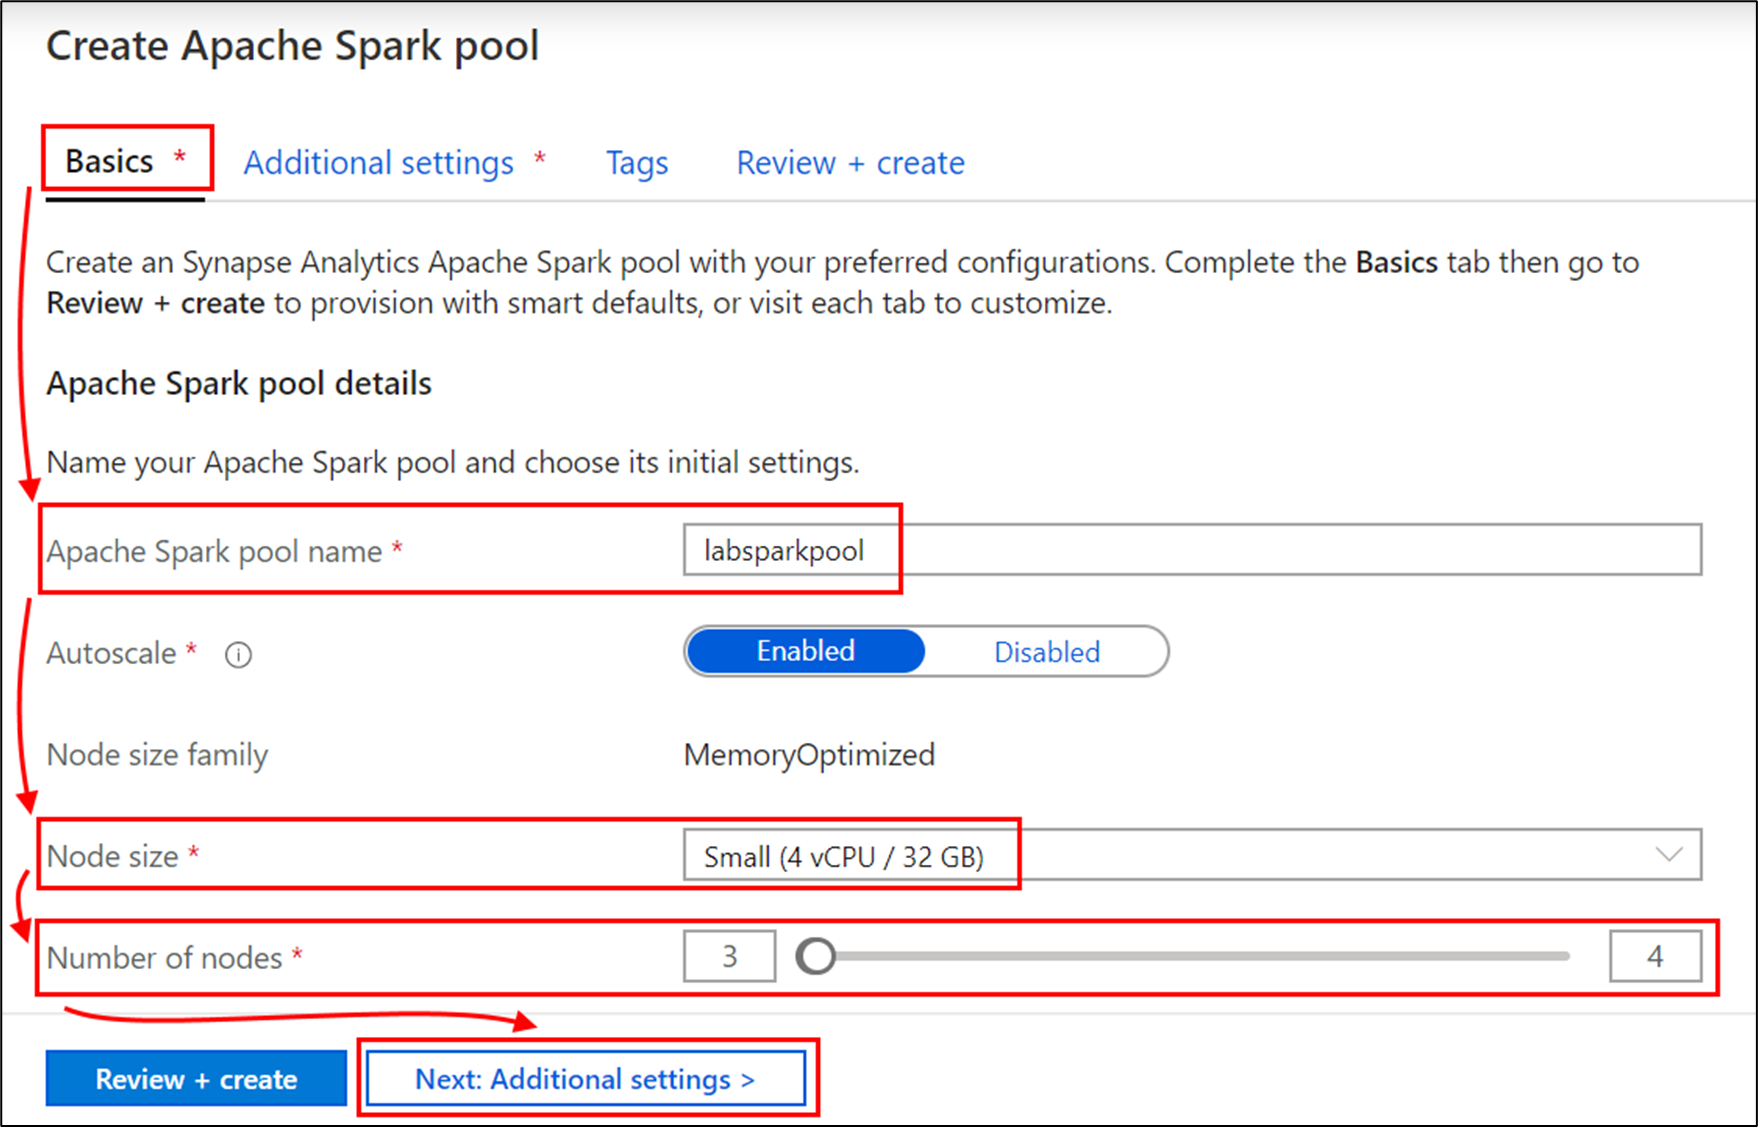 Create Apache Spark pool
Basics * Additional settings * Tags Review + create
Create an Synapse Analytics Apache Spark pool with your preferred configurations. Complete the Basics tab then go to
Review + create to provision with smart defaults, or visit each tab to customize.
Apache Spark pool details
Name your Apache Spark pool and choose its initial settings.
Apache Spark pool name * labsparkpool
Autoscale * Enabled Disabled
Node size family MemoryOptimized
Node size * Small (4 vCPU / 32 GB)
Number of nodes * 3 4
Review + create Next: Additional settings >